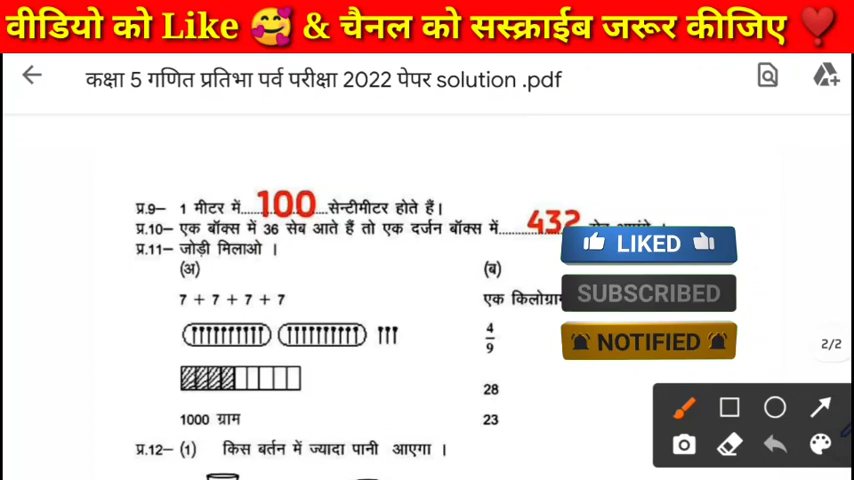 वीडियो को Like 🥰 & चैनल को सस्क्राईब जरूर कीजिए ❣️
कक्षा 5 गणित प्रतिभा पर्व परीक्षा 2022 पेपर solution .pdf
प्र.9– 1 मीटर में....100....सेन्टीमीटर होते हैं।
प्र.10– एक बॉक्स में 36 सेब आते हैं तो एक दर्जन बॉक्स में....432....
प्र.11– जोड़ी मिलाओ ।
(अ) (ब)
7 + 7 + 7 + 7 एक किलोग्राम
4/9
28
1000 ग्राम 23
प्र.12– (1) किस बर्तन में ज्यादा पानी आएगा ।
LIKED
SUBSCRIBED
NOTIFIED
2/2